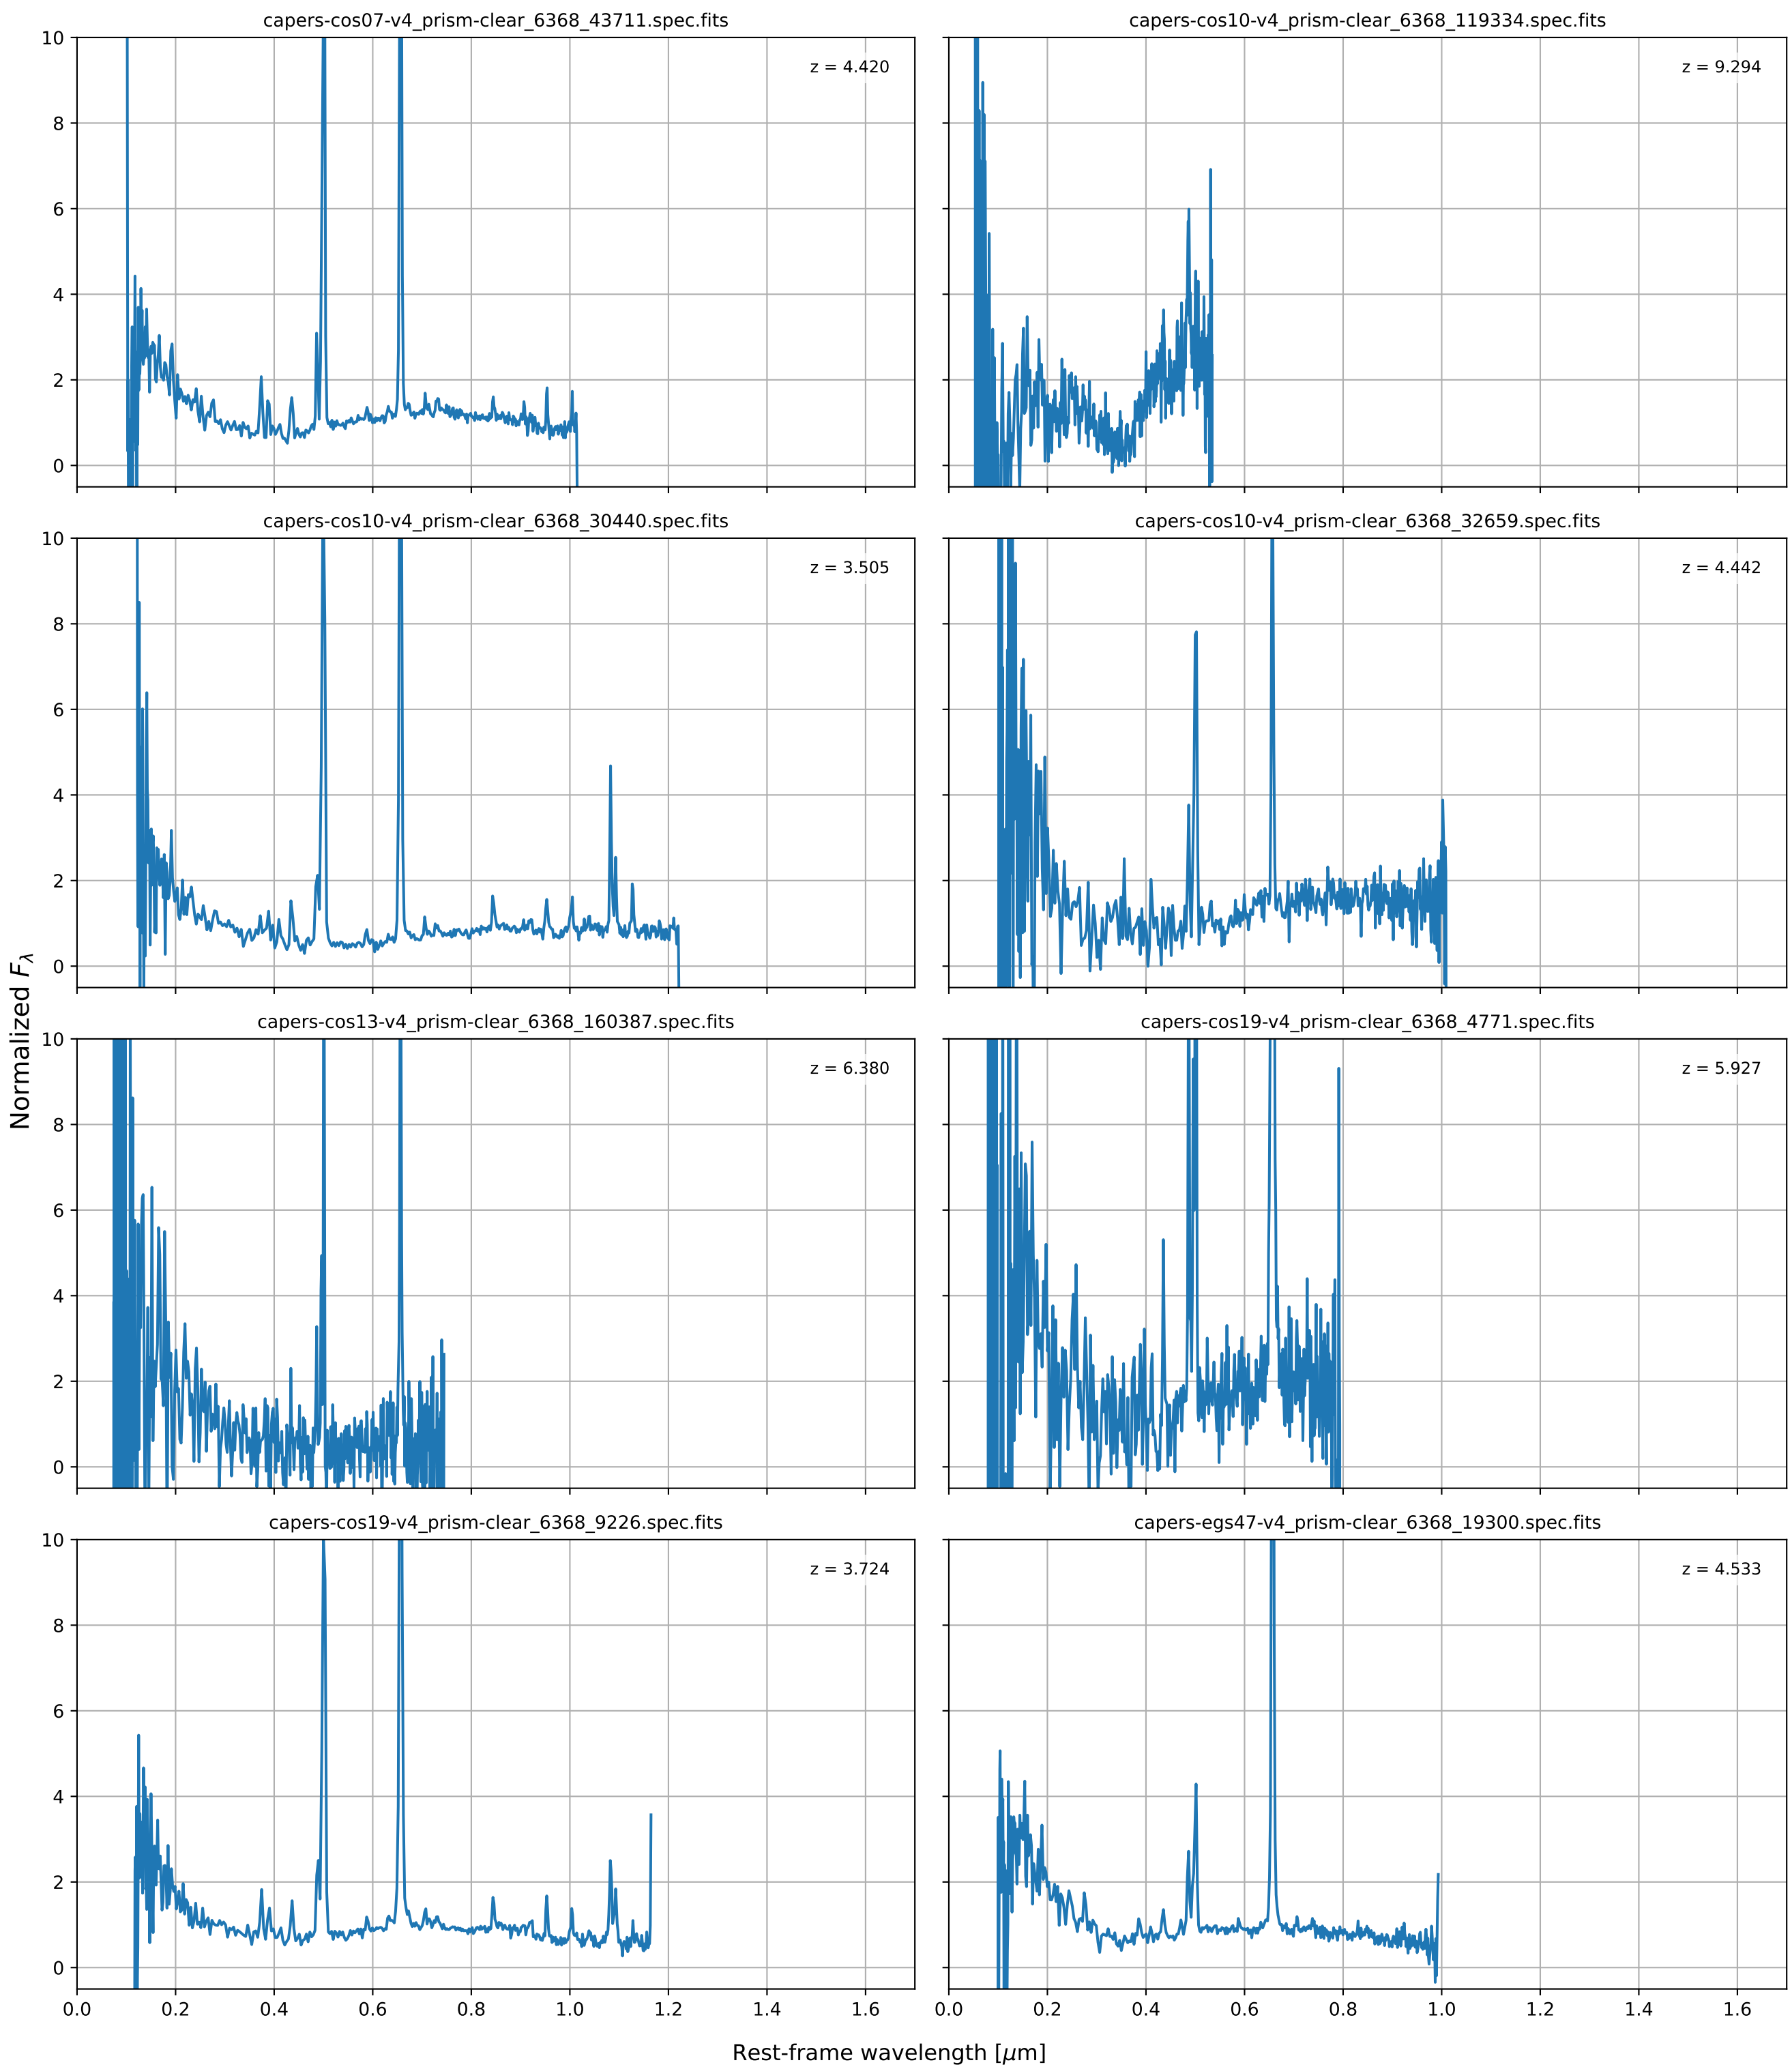 capers-cos07-v4_prism-clear_6368_43711.spec.fits
capers-cos10-v4_prism-clear_6368_119334.spec.fits
10
8
6
4
2
0
z = 4.420
z = 9.294
capers-cos10-v4_prism-clear_6368_30440.spec.fits
capers-cos10-v4_prism-clear_6368_32659.spec.fits
10
8
6
4
2
0
z = 3.505
z = 4.442
Normalized Fλ
capers-cos13-v4_prism-clear_6368_160387.spec.fits
capers-cos19-v4_prism-clear_6368_4771.spec.fits
10
8
6
4
2
0
z = 6.380
z = 5.927
capers-cos19-v4_prism-clear_6368_9226.spec.fits
capers-egs47-v4_prism-clear_6368_19300.spec.fits
10
8
6
4
2
0
z = 3.724
z = 4.533
0.0 0.2 0.4 0.6 0.8 1.0 1.2 1.4 1.6
0.0 0.2 0.4 0.6 0.8 1.0 1.2 1.4 1.6
Rest-frame wavelength [μm]